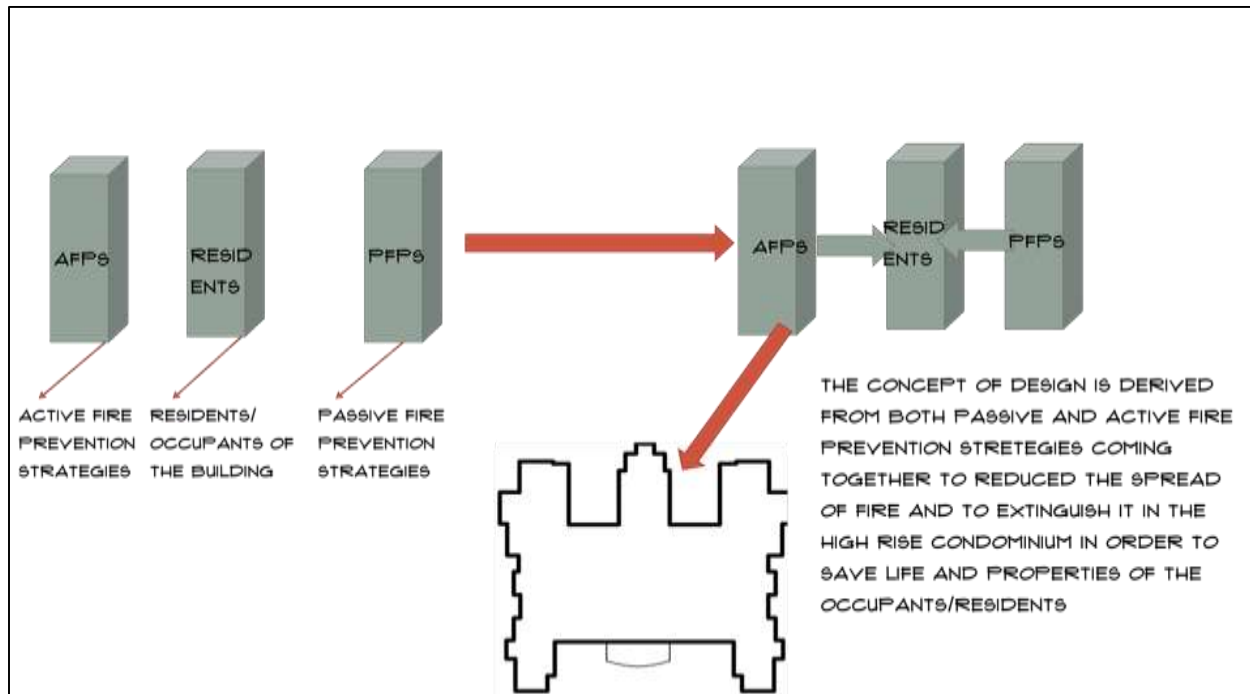 AFPS
RESID
ENTS
PFPS
AFPS
RESID
ENTS
PFPS
ACTIVE FIRE
PREVENTION
STRATEGIES
RESIDENTS/
OCCUPANTS OF
THE BUILDING
PASSIVE FIRE
PREVENTION
STRATEGIES
THE CONCEPT OF DESIGN IS DERIVED
FROM BOTH PASSIVE AND ACTIVE FIRE
PREVENTION STRETEGIES COMING
TOGETHER TO REDUCED THE SPREAD
OF FIRE AND TO EXTINGUISH IT IN THE
HIGH RISE CONDOMINIUM IN ORDER TO
SAVE LIFE AND PROPERTIES OF THE
OCCUPANTS/RESIDENTS